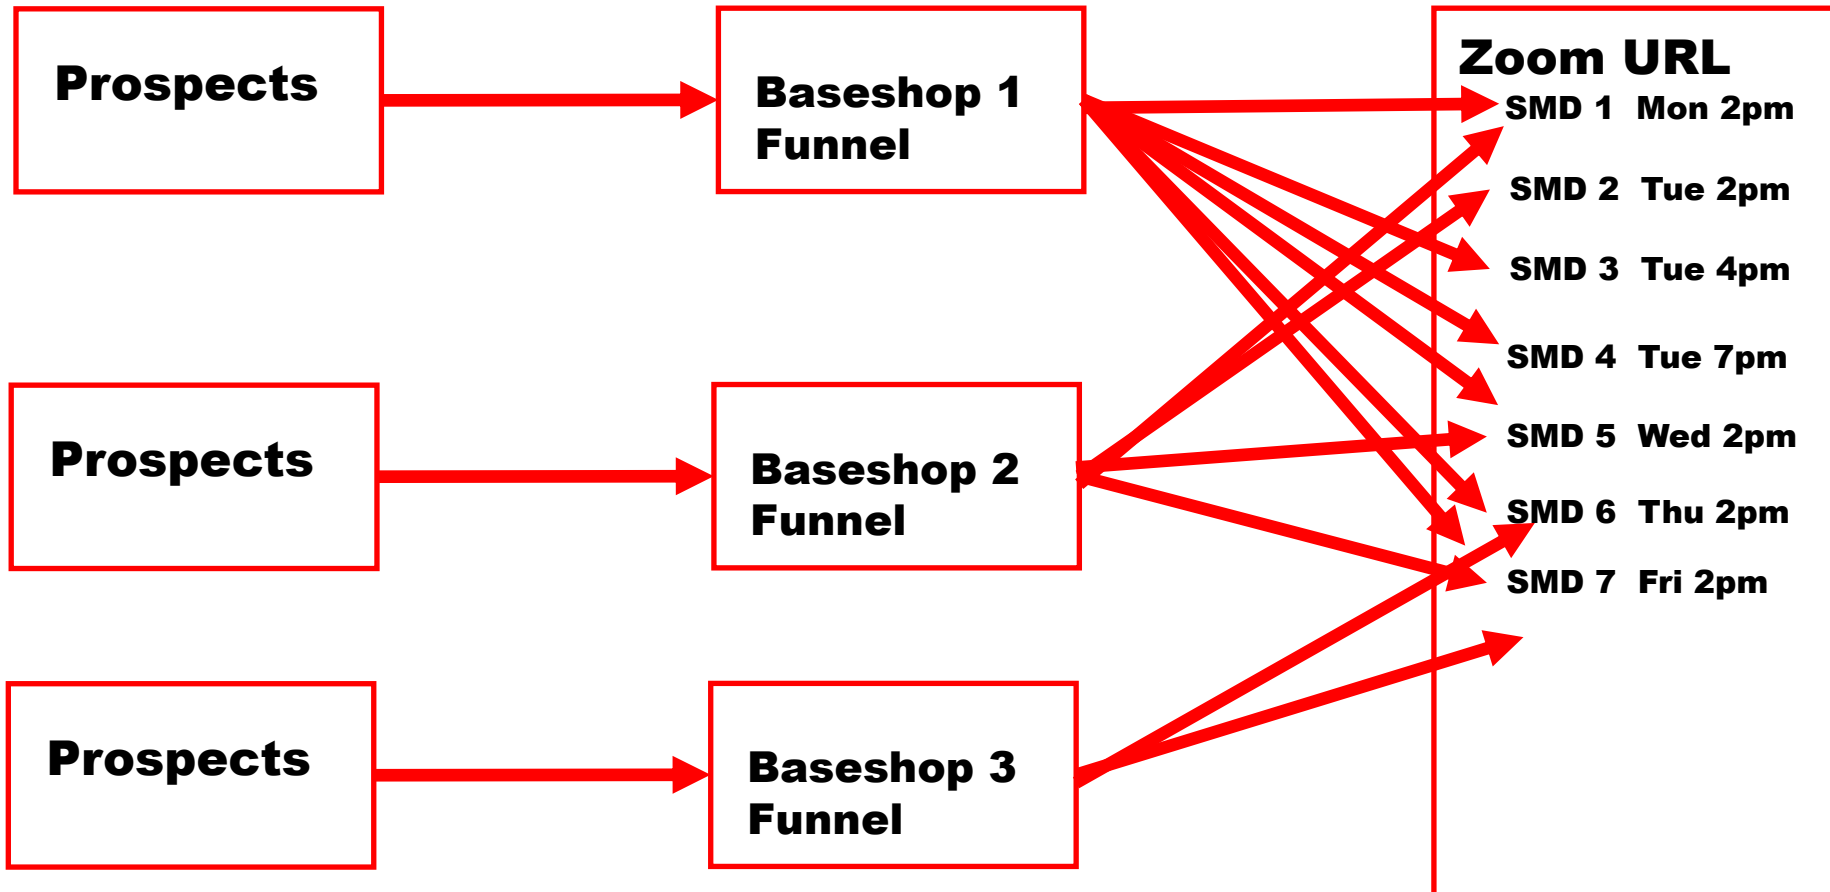 Prospects
Baseshop 1
Funnel
Zoom URL
SMD 1 Mon 2pm
SMD 2 Tue 2pm
SMD 3 Tue 4pm
SMD 4 Tue 7pm
SMD 5 Wed 2pm
SMD 6 Thu 2pm
SMD 7 Fri 2pm
Prospects
Baseshop 2
Funnel
Prospects
Baseshop 3
Funnel